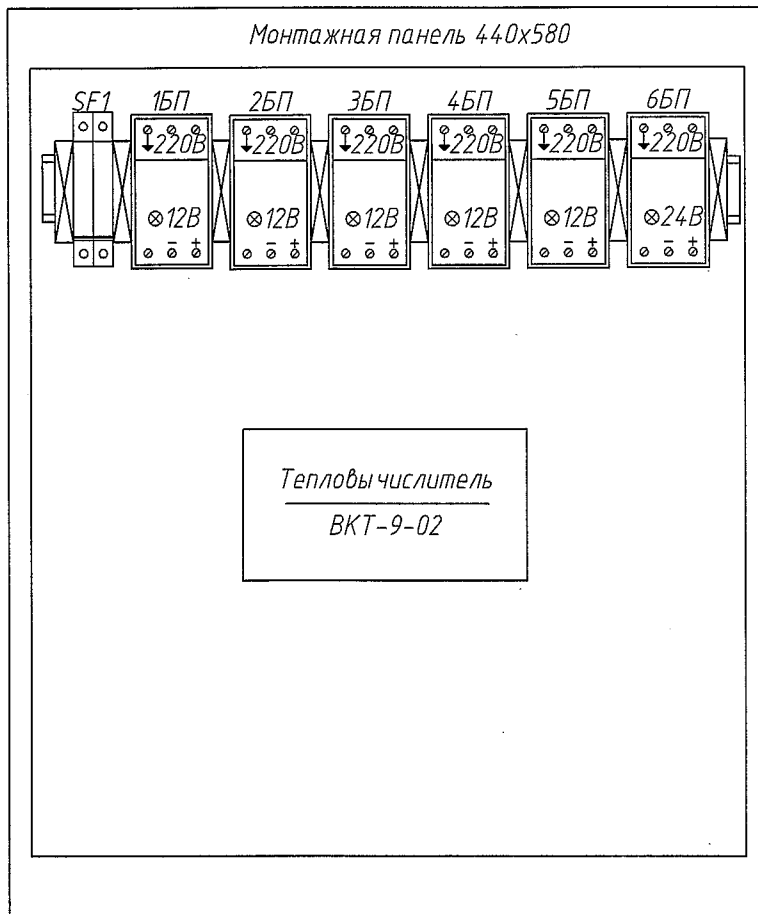 Монтажная панель 440х580
SF1 1БП 2БП 3БП 4БП 5БП 6БП
220В 220В 220В 220В 220В 220В
12В 12В 12В 12В 12В 24В
− + − + − + − + − + − +
Тепловычислитель
ВКТ-9-02